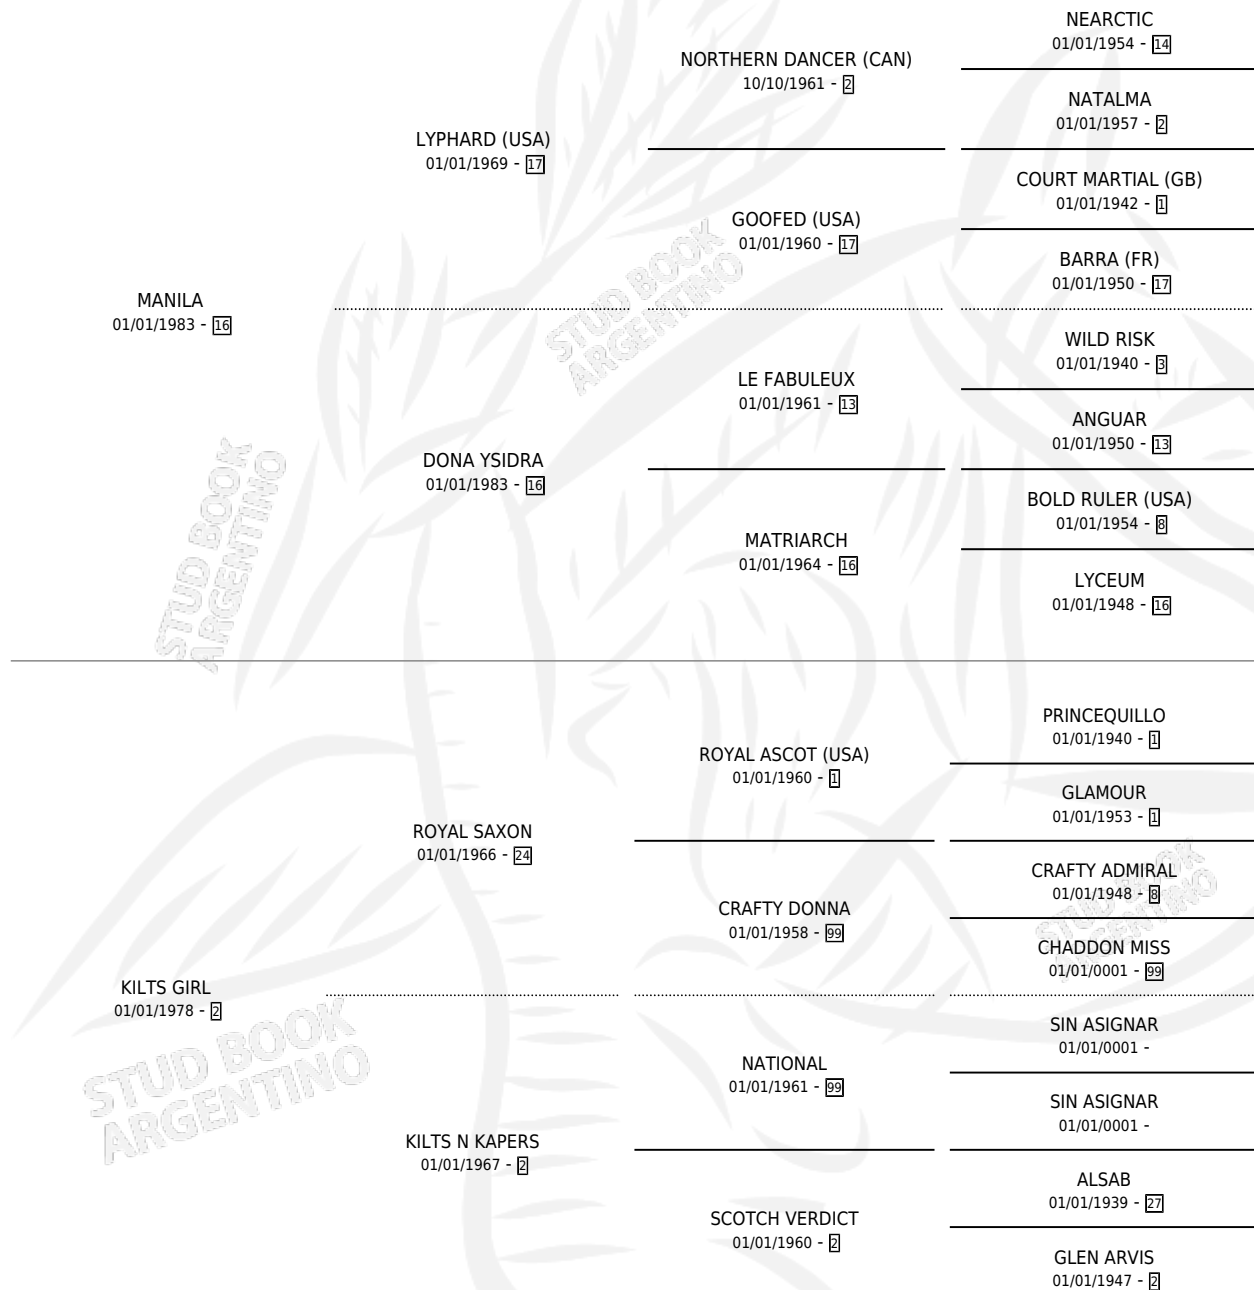 NEARCTIC
01/01/1954 - 14
NORTHERN DANCER (CAN)
10/10/1961 - 2
NATALMA
01/01/1957 - 2
LYPHARD (USA)
01/01/1969 - 17
COURT MARTIAL (GB)
01/01/1942 - 1
GOOFED (USA)
01/01/1960 - 17
BARRA (FR)
01/01/1950 - 17
MANILA
01/01/1983 - 16
STUD BOOK
ARGENTINO
WILD RISK
01/01/1940 - 3
LE FABULEUX
01/01/1961 - 13
ANGUAR
01/01/1950 - 13
DONA YSIDRA
01/01/1983 - 16
BOLD RULER (USA)
01/01/1954 - 8
MATRIARCH
01/01/1964 - 16
LYCEUM
01/01/1948 - 16
STUD BOOK
ARGENTINO
PRINCEQUILLO
01/01/1940 - 1
ROYAL ASCOT (USA)
01/01/1960 - 1
GLAMOUR
01/01/1953 - 1
ROYAL SAXON
01/01/1966 - 24
CRAFTY ADMIRAL
01/01/1948 - 8
CRAFTY DONNA
01/01/1958 - 99
STUD BOOK
ARGENTINO
CHADDON MISS
01/01/0001 - 99
KILTS GIRL
01/01/1978 - 2
SIN ASIGNAR
01/01/0001 -
NATIONAL
01/01/1961 - 99
SIN ASIGNAR
01/01/0001 -
STUD BOOK
ARGENTINO
KILTS N KAPERS
01/01/1967 - 2
ALSAB
01/01/1939 - 27
SCOTCH VERDICT
01/01/1960 - 2
GLEN ARVIS
01/01/1947 - 2